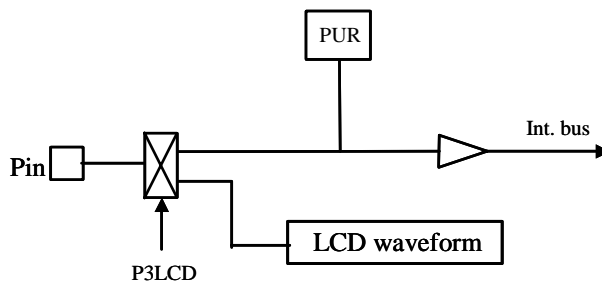 PUR
Int. bus
Pin
LCD waveform
P3LCD